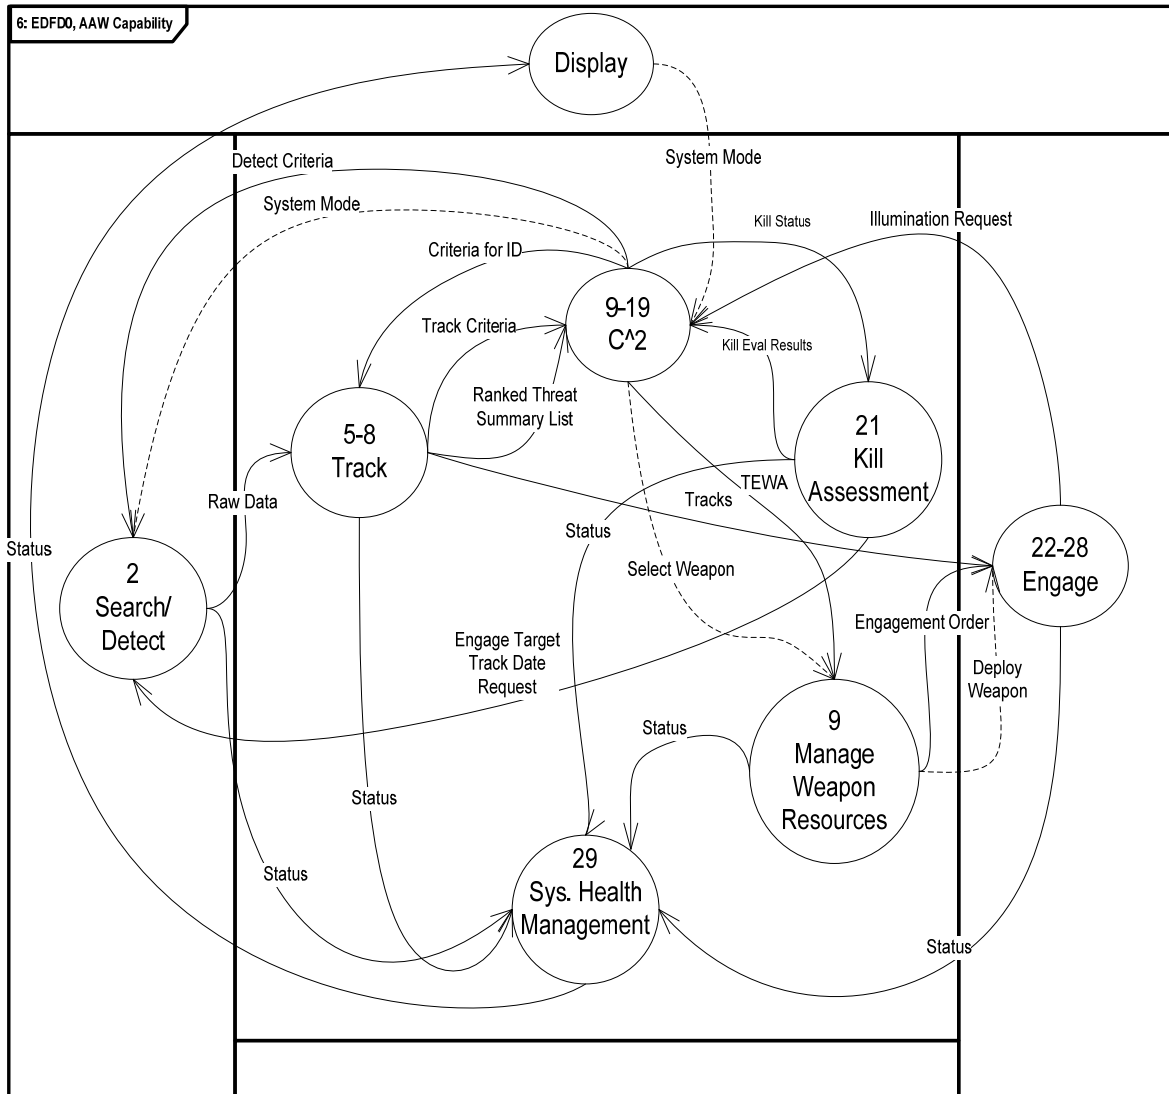 6: EDFD0, AAW Capability
Display
System Mode
Detect Criteria
System Mode
Kill Status
Illumination Request
Criteria for ID
9-19
C^2
Track Criteria
Kill Eval Results
Ranked Threat
Summary List
5-8
Track
21
Kill
Assessment
Raw Data
TEWA
Tracks
Status
Status
22-28
Engage
2
Search/
Detect
Select Weapon
Engagement Order
Engage Target
Track Date
Request
Deploy
Weapon
9
Manage
Weapon
Resources
Status
Status
29
Sys. Health
Management
Status
Status